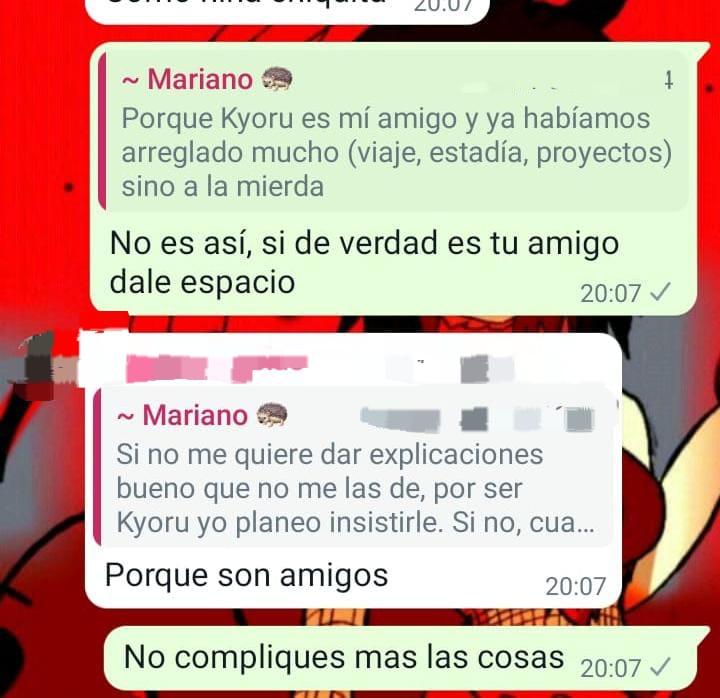 20:07
~ Mariano 🦔
Porque Kyoru es mí amigo y ya habíamos
arreglado mucho (viaje, estadía, proyectos)
sino a la mierda
No es así, si de verdad es tu amigo
dale espacio
20:07
~ Mariano 🦔
Si no me quiere dar explicaciones
bueno que no me las de, por ser
Kyoru yo planeo insistirle. Si no, cua...
Porque son amigos
20:07
No compliques mas las cosas 20:07